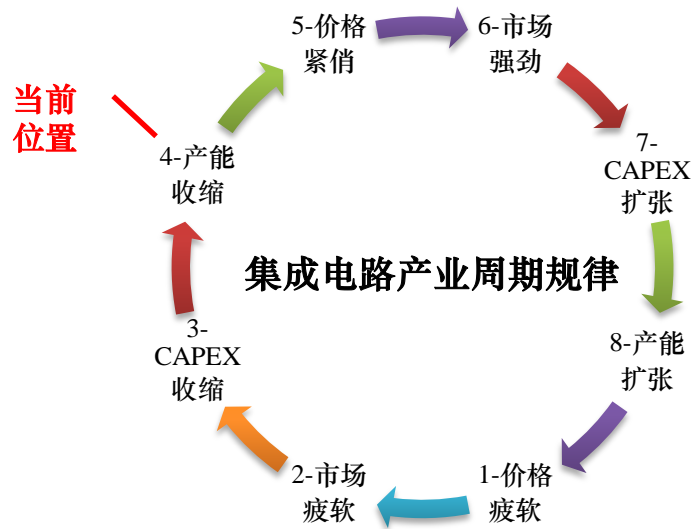 5-价格
紧俏
6-市场
强劲
当前
位置
4-产能
收缩
7-
CAPEX
扩张
集成电路产业周期规律
3-
CAPEX
收缩
8-产能
扩张
2-市场
疲软
1-价格
疲软